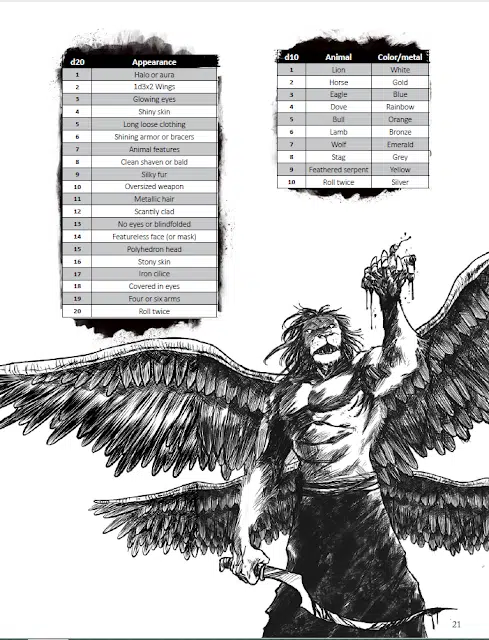 d20 Appearance
1 Halo or aura
2 1d3x2 Wings
3 Glowing eyes
4 Shiny skin
5 Long loose clothing
6 Shining armor or bracers
7 Animal features
8 Clean shaven or bald
9 Silky fur
10 Oversized weapon
11 Metallic hair
12 Scantily clad
13 No eyes or blindfolded
14 Featureless face (or mask)
15 Polyhedron head
16 Stony skin
17 Iron cilice
18 Covered in eyes
19 Four or six arms
20 Roll twice
d10 Animal Color/metal
1 Lion White
2 Horse Gold
3 Eagle Blue
4 Dove Rainbow
5 Bull Orange
6 Lamb Bronze
7 Wolf Emerald
8 Stag Grey
9 Feathered serpent Yellow
10 Roll twice Silver
21